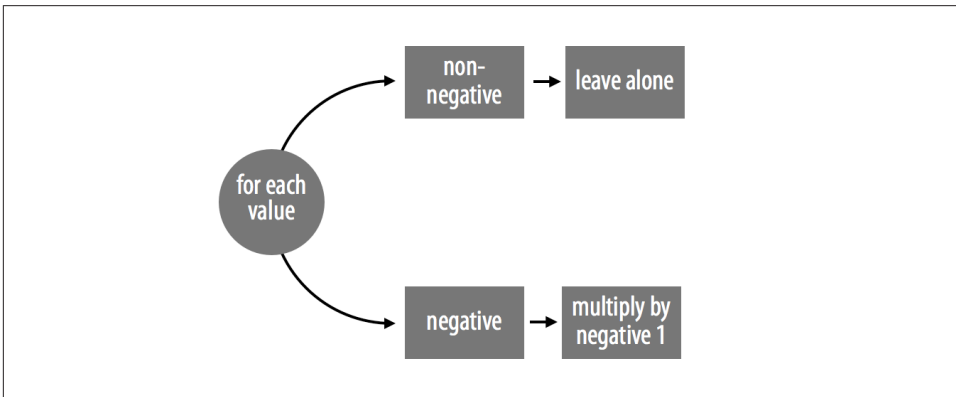 for each
value
non-
negative
leave alone
negative
multiply by
negative 1